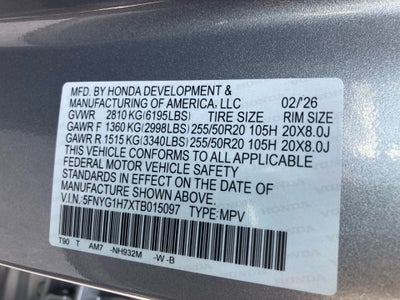 MFD. BY HONDA DEVELOPMENT &
MANUFACTURING OF AMERICA, LLC 02/'26
GVWR 2810 KG(6195LBS) TIRE SIZE RIM SIZE
GAWR F 1360 KG(2998LBS) 255/50R20 105H 20X8.0J
GAWR R 1515 KG(3340LBS) 255/50R20 105H 20X8.0J
THIS VEHICLE CONFORMS TO ALL APPLICABLE
FEDERAL MOTOR VEHICLE SAFETY
STANDARDS IN EFFECT ON THE DATE OF
MANUFACTURE SHOWN ABOVE.
V.I.N.:5FNYG1H7XTB015097 TYPE:MPV
T90 T AM7 -NH932M -W-B